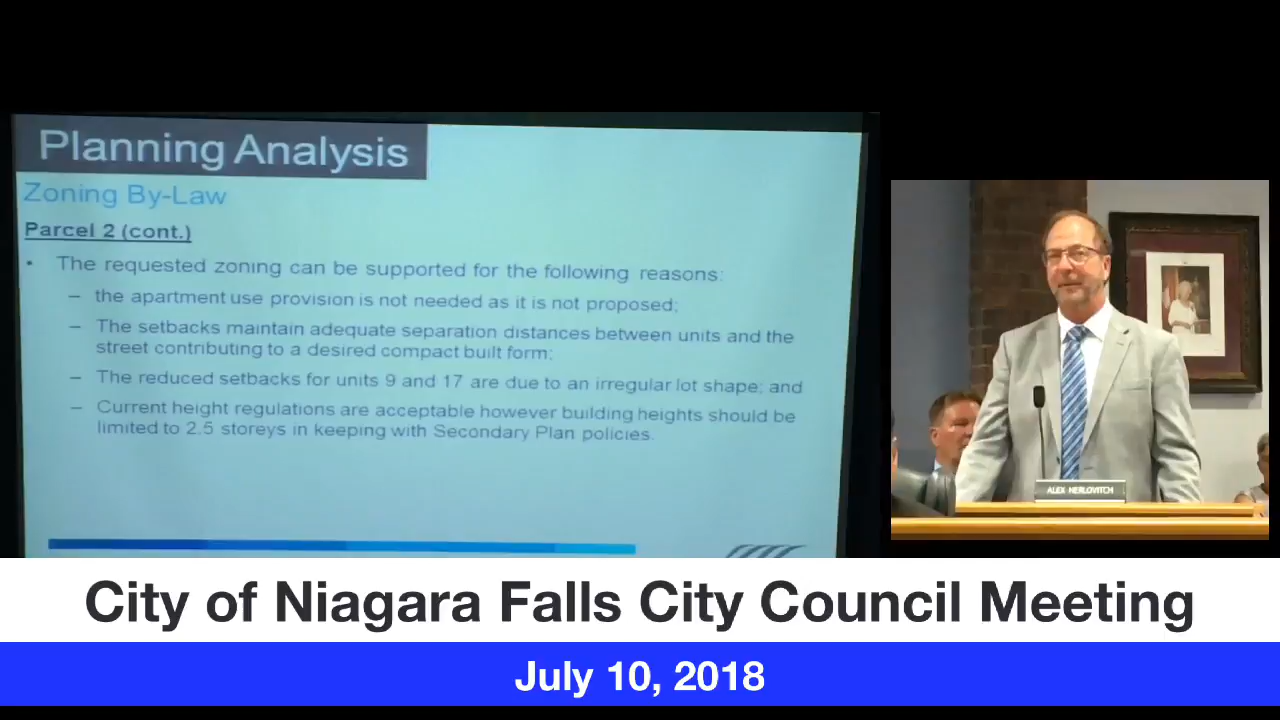 Planning Analysis
Zoning By-Law
Parcel 2 (cont.)
• The requested zoning can be supported for the following reasons:
– the apartment use provision is not needed as it is not proposed;
– The setbacks maintain adequate separation distances between units and the
street contributing to a desired compact built form;
– The reduced setbacks for units 9 and 17 are due to an irregular lot shape; and
– Current height regulations are acceptable however building heights should be
limited to 2.5 storeys in keeping with Secondary Plan policies.
ALEX HERLOVITCH
City of Niagara Falls City Council Meeting
July 10, 2018